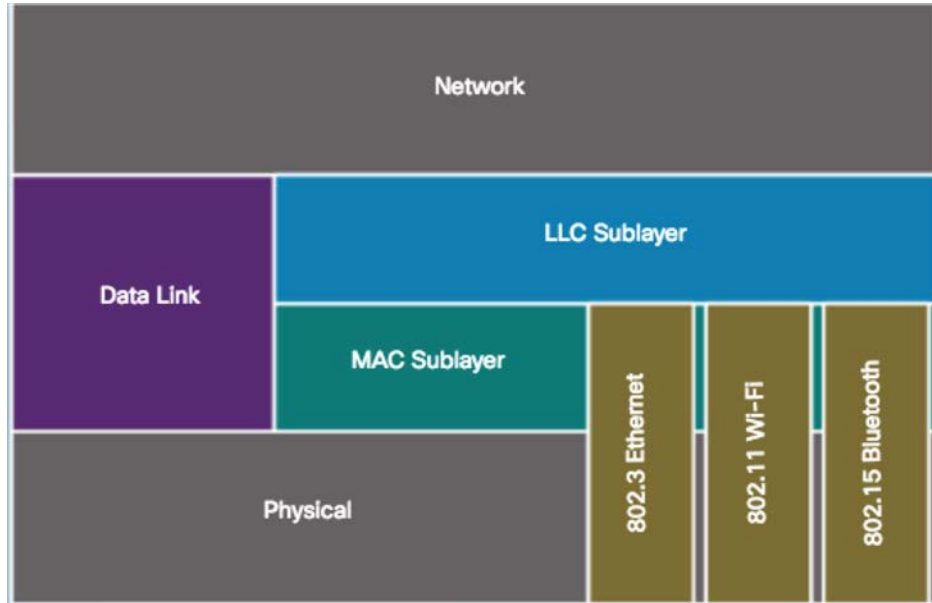 Network
LLC Sublayer
Data Link
MAC Sublayer
Physical
802.3 Ethernet
802.11 Wi-Fi
802.15 Bluetooth